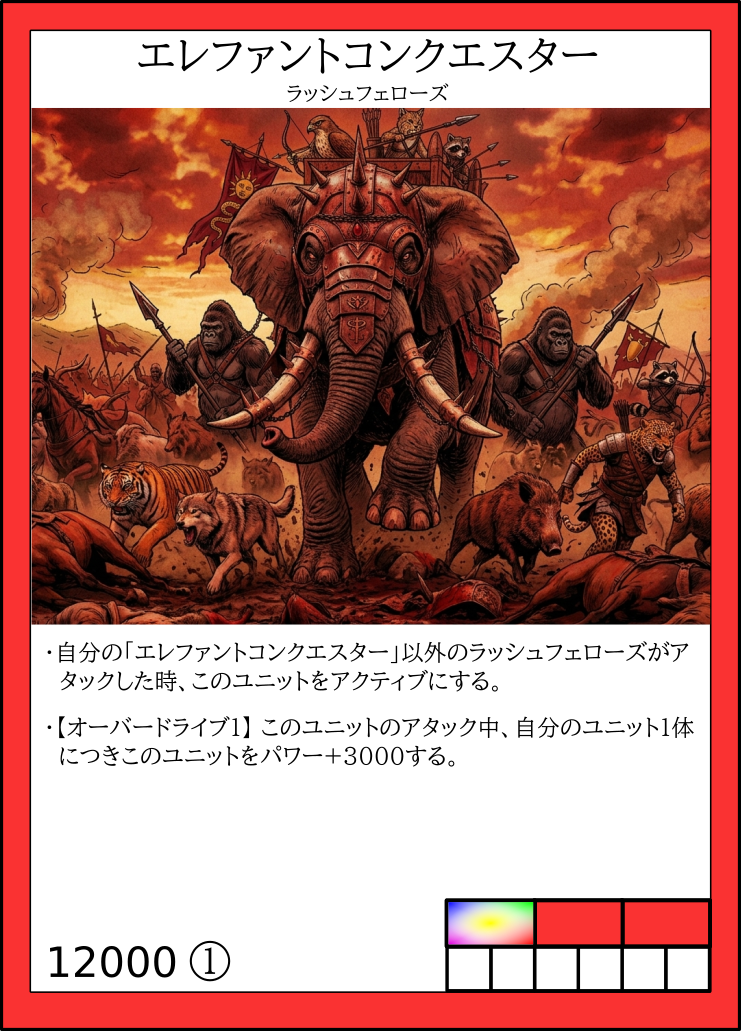 エレファントコンクエスター
ラッシュフェローズ
・自分の「エレファントコンクエスター」以外のラッシュフェローズがア
タックした時、このユニットをアクティブにする。
・【オーバードライブ1】 このユニットのアタック中、自分のユニット1体
につきこのユニットをパワー＋3000する。
12000 ①